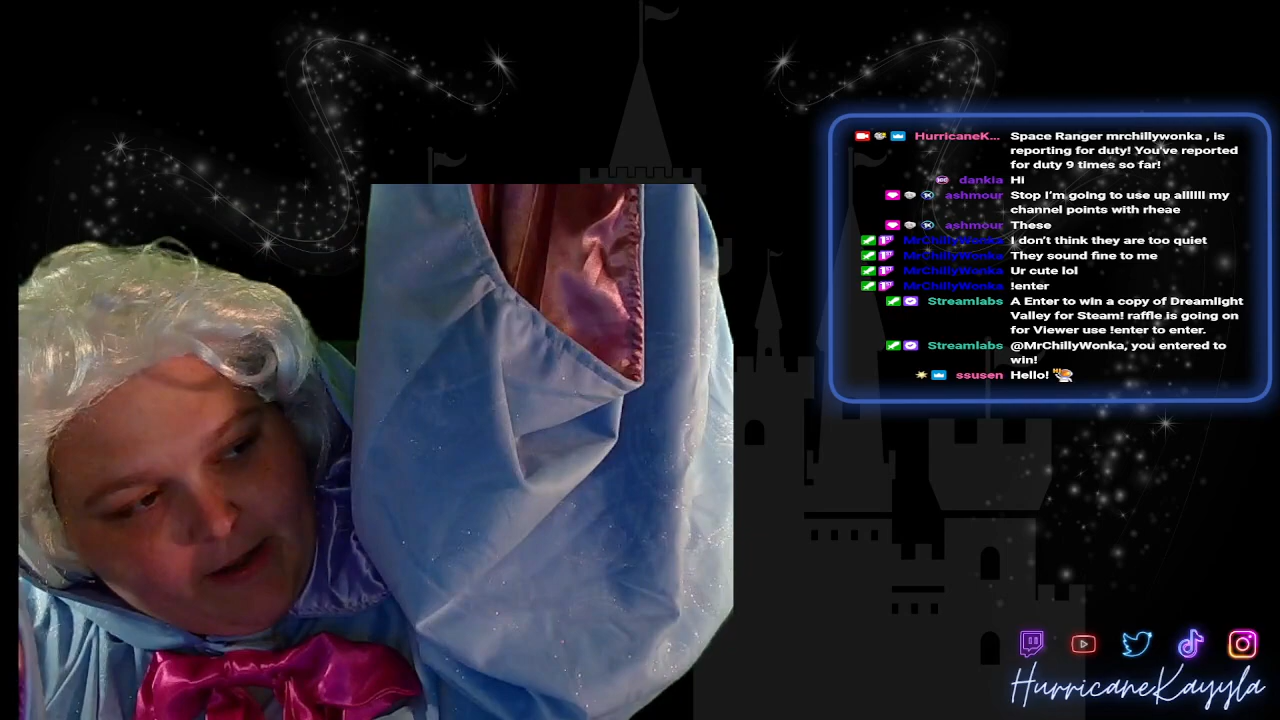 HurricaneK... Space Ranger mrchillywonka , is
reporting for duty! You've reported
for duty 9 times so far!
dankia Hi
ashmour Stop I'm going to use up allllll my
channel points with rheae
ashmour These
MrChillyWonka I don't think they are too quiet
MrChillyWonka They sound fine to me
MrChillyWonka Ur cute lol
MrChillyWonka !enter
Streamlabs A Enter to win a copy of Dreamlight
Valley for Steam! raffle is going on
for Viewer use !enter to enter.
Streamlabs @MrChillyWonka, you entered to
win!
ssusen Hello!
HurricaneKayyla